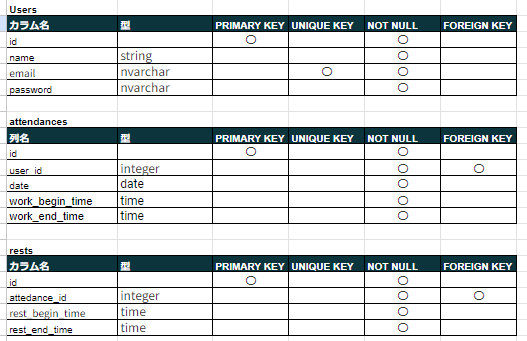 Users
カラム名 型 PRIMARY KEY UNIQUE KEY NOT NULL FOREIGN KEY
id 〇 〇
name string 〇
email nvarchar 〇 〇
password nvarchar 〇
attendances
列名 型 PRIMARY KEY UNIQUE KEY NOT NULL FOREIGN KEY
id 〇 〇
user_id integer 〇 〇
date date 〇
work_begin_time time 〇
work_end_time time 〇
rests
カラム名 型 PRIMARY KEY UNIQUE KEY NOT NULL FOREIGN KEY
id 〇 〇
attedance_id integer 〇 〇
rest_begin_time time 〇
rest_end_time time 〇